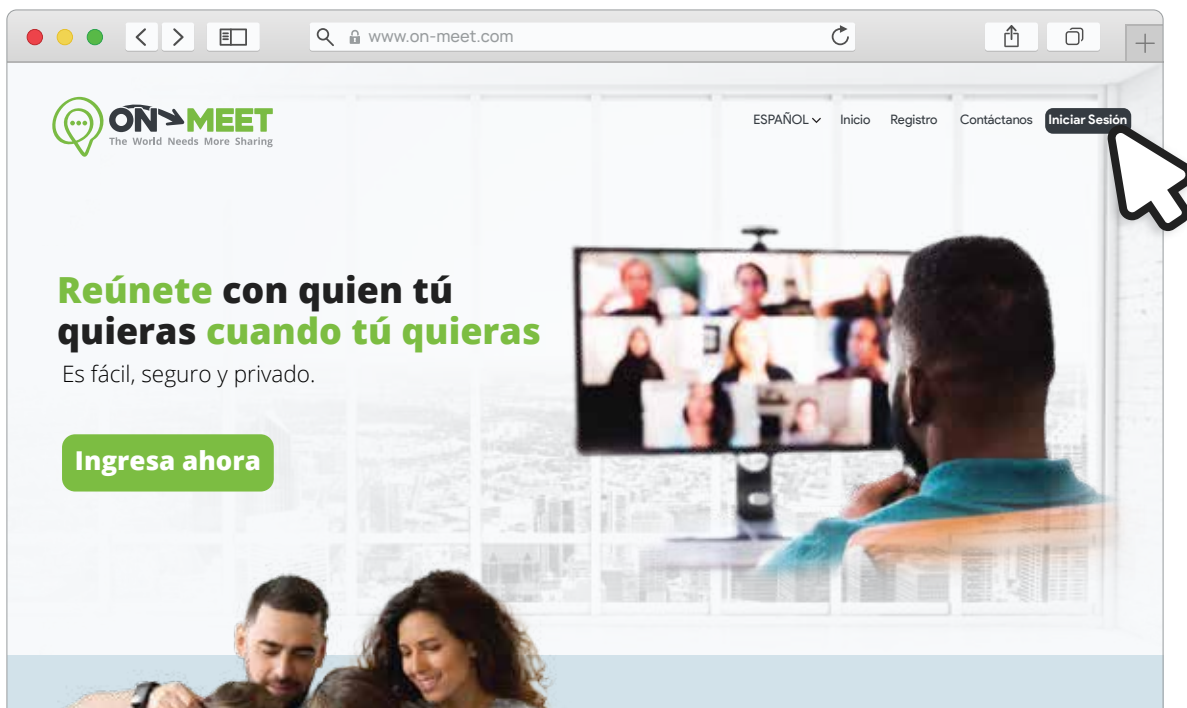 www.on-meet.com
ON MEET
The World Needs More Sharing
ESPAÑOL Inicio Registro Contáctanos Iniciar Sesión
Reúnete con quien tú
quieras cuando tú quieras
Es fácil, seguro y privado.
Ingresa ahora